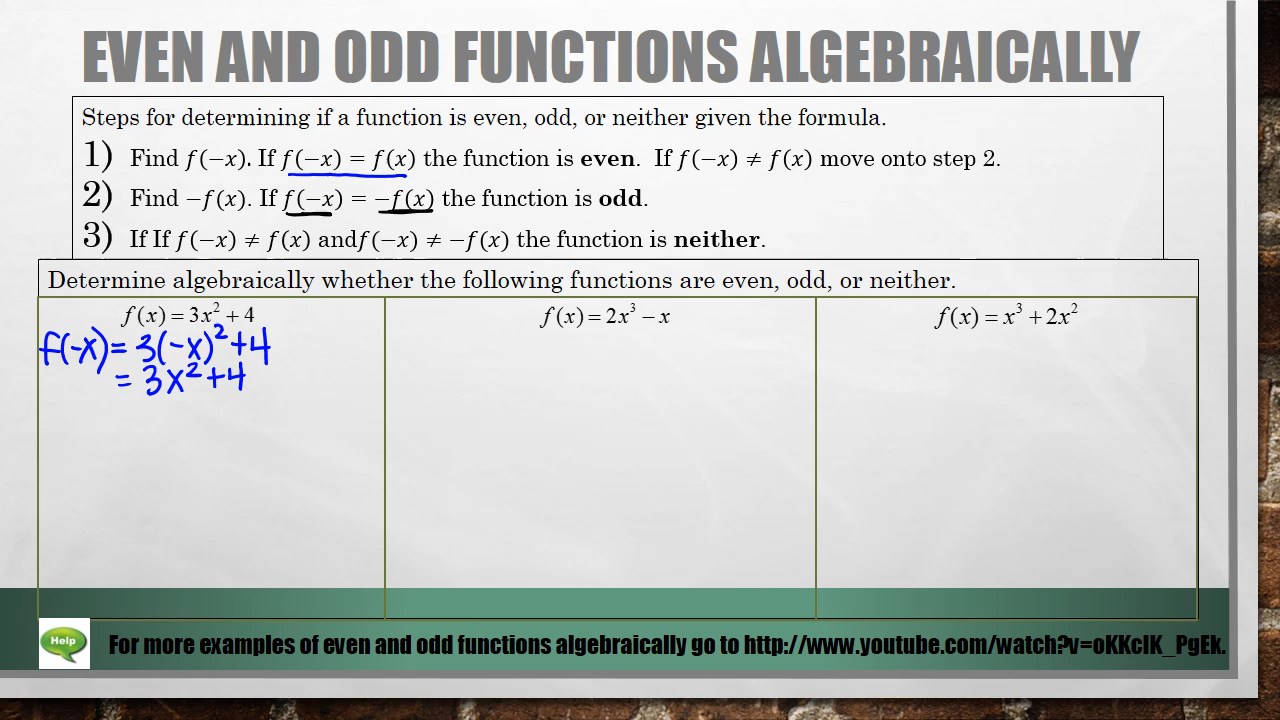 EVEN AND ODD FUNCTIONS ALGEBRAICALLY
Steps for determining if a function is even, odd, or neither given the formula.
1) Find f(−x). If f(−x) = f(x) the function is even. If f(−x) ≠ f(x) move onto step 2.
2) Find −f(x). If f(−x) = −f(x) the function is odd.
3) If If f(−x) ≠ f(x) andf(−x) ≠ −f(x) the function is neither.
Determine algebraically whether the following functions are even, odd, or neither.
f(x) = 3x² + 4
f(-x) = 3(-x)² + 4
= 3x² + 4
f(x) = 2x³ − x
f(x) = x³ + 2x²
Help
For more examples of even and odd functions algebraically go to http://www.youtube.com/watch?v=oKKclK_PgEk.